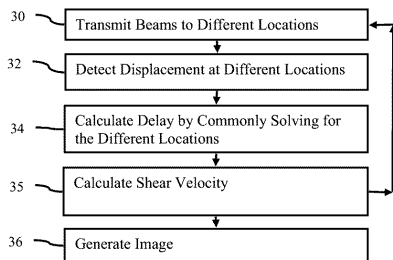 30 Transmit Beams to Different Locations
32 Detect Displacement at Different Locations
34 Calculate Delay by Commonly Solving for
the Different Locations
35 Calculate Shear Velocity
36 Generate Image